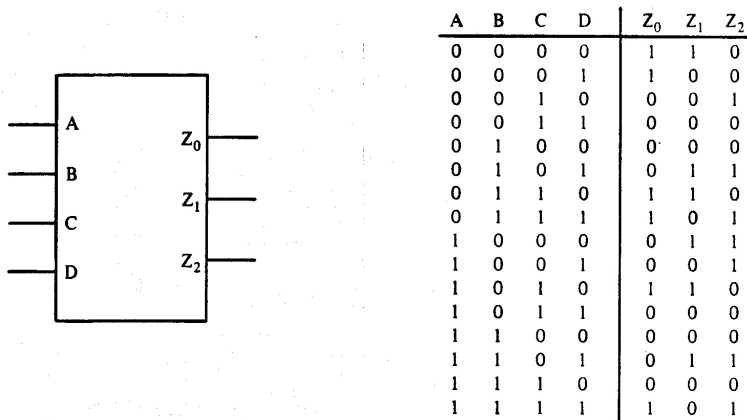 A
B
C
D
Z0
Z1
Z2
A B C D Z0 Z1 Z2
0 0 0 0 1 1 0
0 0 0 1 1 0 0
0 0 1 0 0 0 1
0 0 1 1 0 0 0
0 1 0 0 0 0 0
0 1 0 1 0 1 1
0 1 1 0 1 1 0
0 1 1 1 1 0 1
1 0 0 0 0 1 1
1 0 0 1 0 0 1
1 0 1 0 1 1 0
1 0 1 1 0 0 0
1 1 0 0 0 0 0
1 1 0 1 0 1 1
1 1 1 0 0 0 0
1 1 1 1 1 0 1